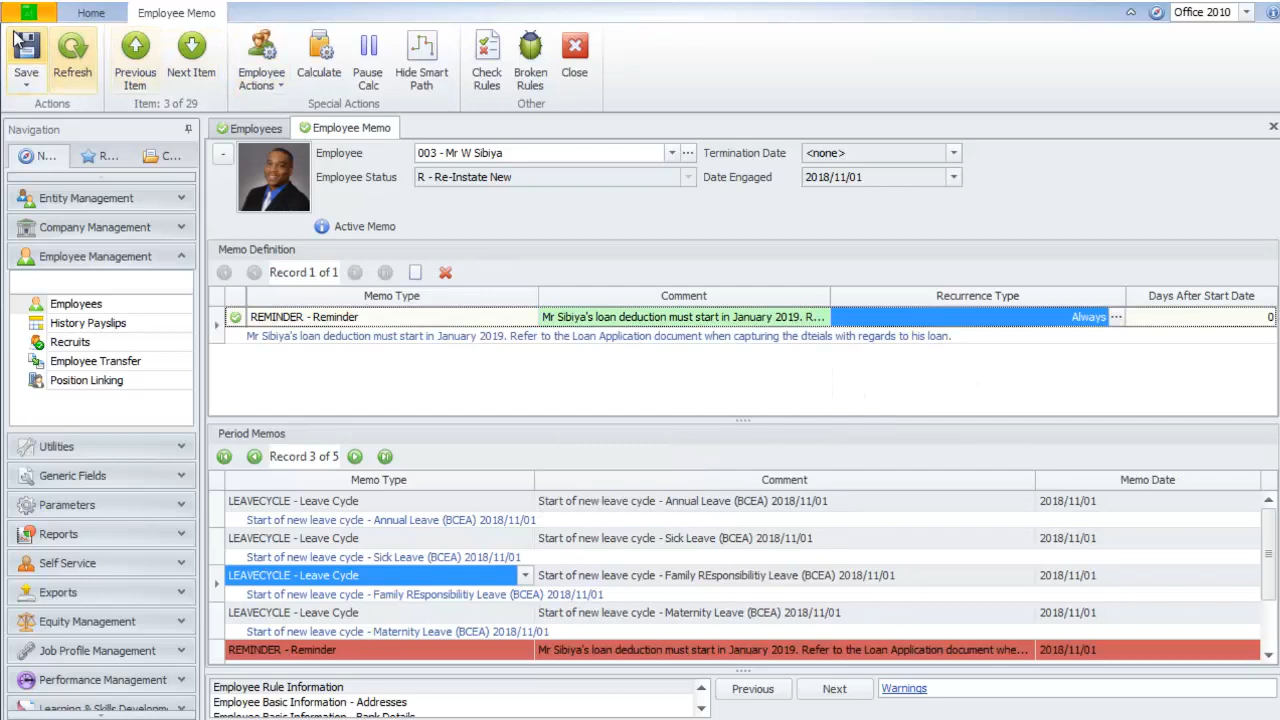 Home
Employee Memo
Office 2010
Save
Refresh
Previous Item
Next Item
Employee Actions
Calculate
Pause Calc
Hide Smart Path
Check Rules
Broken Rules
Close
Actions
Item: 3 of 29
Special Actions
Other
Navigation
N...
R...
C...
Entity Management
Company Management
Employee Management
Employees
History Payslips
Recruits
Employee Transfer
Position Linking
Utilities
Generic Fields
Parameters
Reports
Self Service
Exports
Equity Management
Job Profile Management
Performance Management
Learning & Skills Developm
Employees
Employee Memo
Employee
003 - Mr W Sibiya
Termination Date
<none>
Employee Status
R - Re-Instate New
Date Engaged
2018/11/01
Active Memo
Memo Definition
Record 1 of 1
Memo Type
Comment
Recurrence Type
Days After Start Date
REMINDER - Reminder
Mr Sibiya's loan deduction must start in January 2019. R...
Always
0
Mr Sibiya's loan deduction must start in January 2019. Refer to the Loan Application document when capturing the dteials with regards to his loan.
Period Memos
Record 3 of 5
Memo Type
Comment
Memo Date
LEAVECYCLE - Leave Cycle
Start of new leave cycle - Annual Leave (BCEA) 2018/11/01
2018/11/01
Start of new leave cycle - Annual Leave (BCEA) 2018/11/01
LEAVECYCLE - Leave Cycle
Start of new leave cycle - Sick Leave (BCEA) 2018/11/01
2018/11/01
Start of new leave cycle - Sick Leave (BCEA) 2018/11/01
LEAVECYCLE - Leave Cycle
Start of new leave cycle - Family REsponsibilitiy Leave (BCEA) 2018/11/01
2018/11/01
Start of new leave cycle - Family REsponsibilitiy Leave (BCEA) 2018/11/01
LEAVECYCLE - Leave Cycle
Start of new leave cycle - Maternity Leave (BCEA) 2018/11/01
2018/11/01
Start of new leave cycle - Maternity Leave (BCEA) 2018/11/01
REMINDER - Reminder
Mr Sibiya's loan deduction must start in January 2019. Refer to the Loan Application document whe...
2018/11/01
Employee Rule Information
Employee Basic Information - Addresses
Employee Basic Information - Bank Details
Previous
Next
Warnings